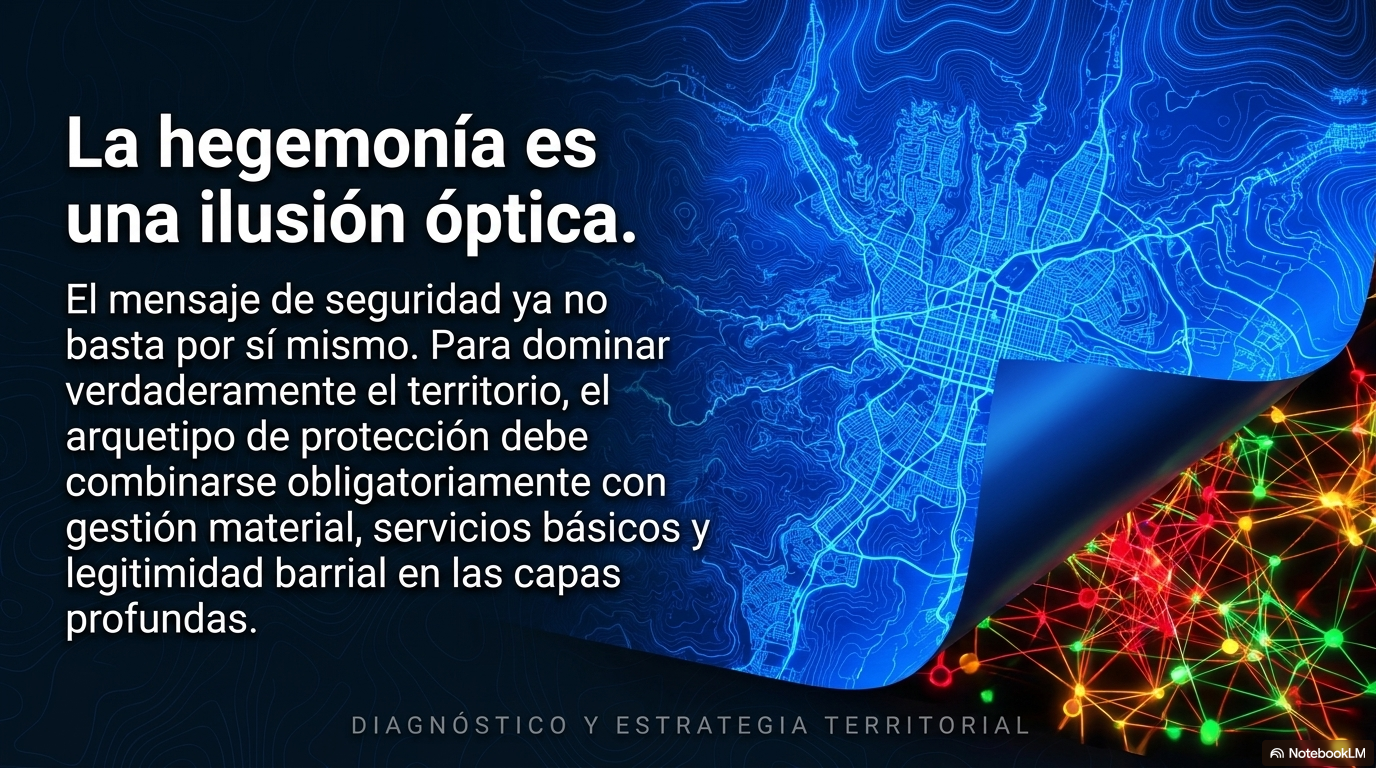 La hegemonía es
una ilusión óptica.
El mensaje de seguridad ya no
basta por sí mismo. Para dominar
verdaderamente el territorio, el
arquetipo de protección debe
combinarse obligatoriamente con
gestión material, servicios básicos y
legitimidad barrial en las capas
profundas.
DIAGNÓSTICO Y ESTRATEGIA TERRITORIAL
NotebookLM